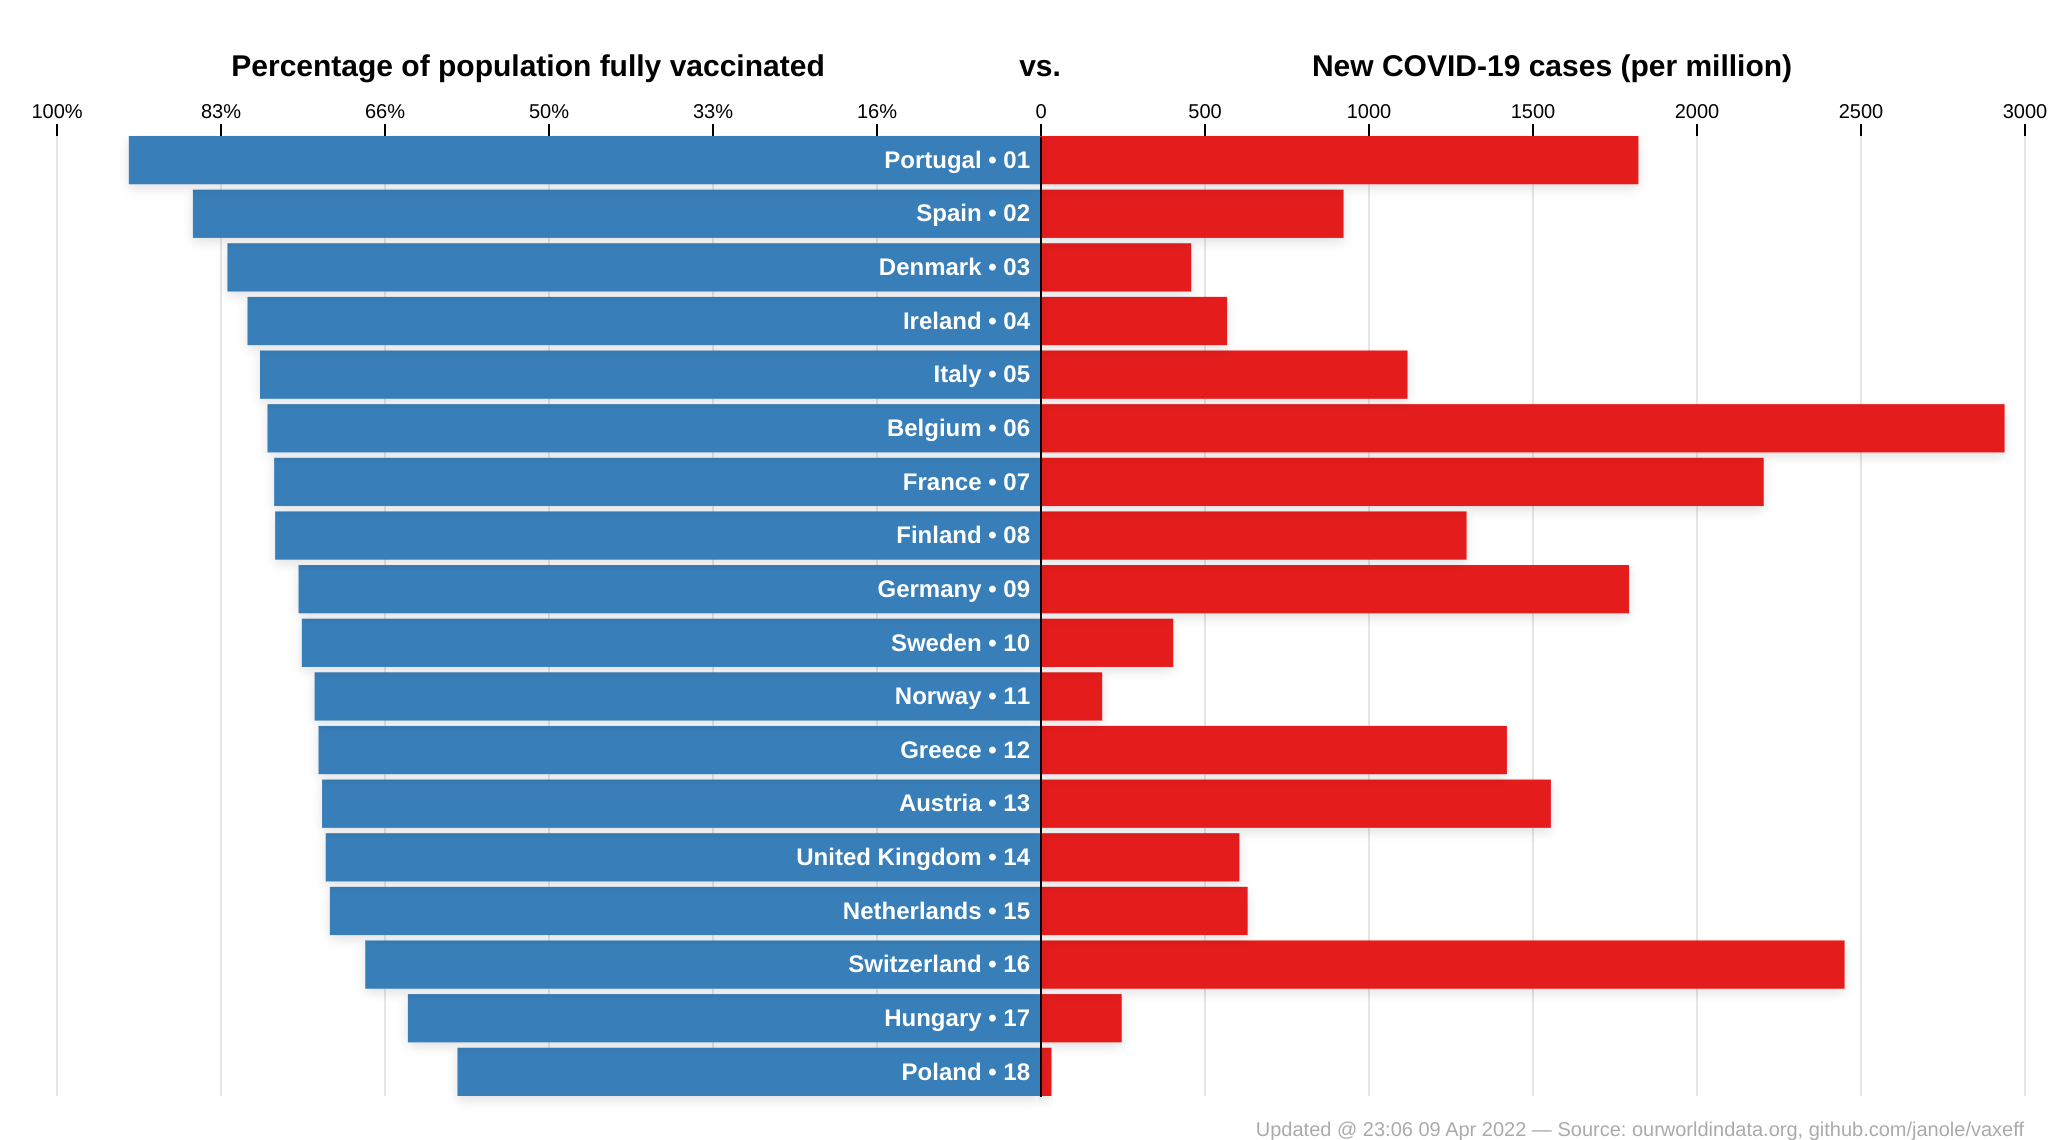 Percentage of population fully vaccinated vs. New COVID-19 cases (per million)
100% 83% 66% 50% 33% 16% 0 500 1000 1500 2000 2500 3000
Portugal • 01
Spain • 02
Denmark • 03
Ireland • 04
Italy • 05
Belgium • 06
France • 07
Finland • 08
Germany • 09
Sweden • 10
Norway • 11
Greece • 12
Austria • 13
United Kingdom • 14
Netherlands • 15
Switzerland • 16
Hungary • 17
Poland • 18
Updated @ 23:06 09 Apr 2022 — Source: ourworldindata.org, github.com/janole/vaxeff